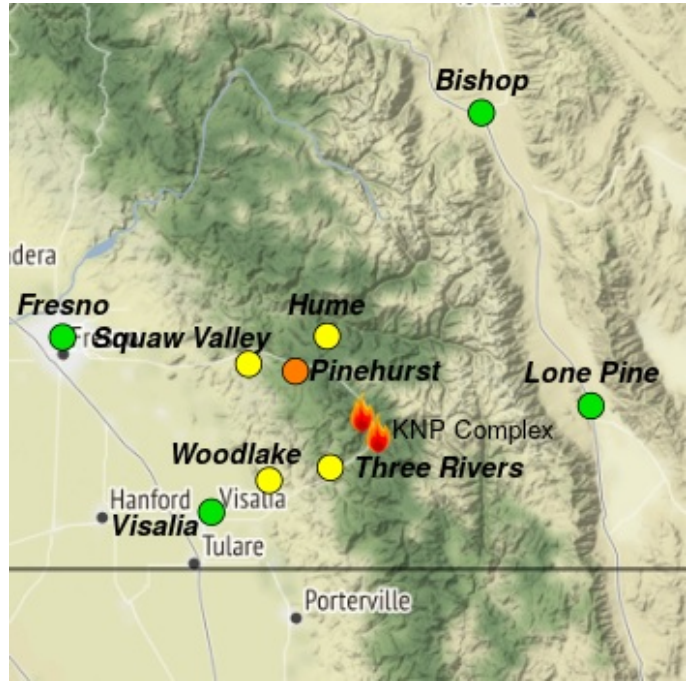 Bishop
dera
Fresno
Hume
Squaw Valley
Pinehurst
Lone Pine
KNP Complex
Woodlake
Three Rivers
Hanford
Visalia
Visalia
Tulare
Porterville